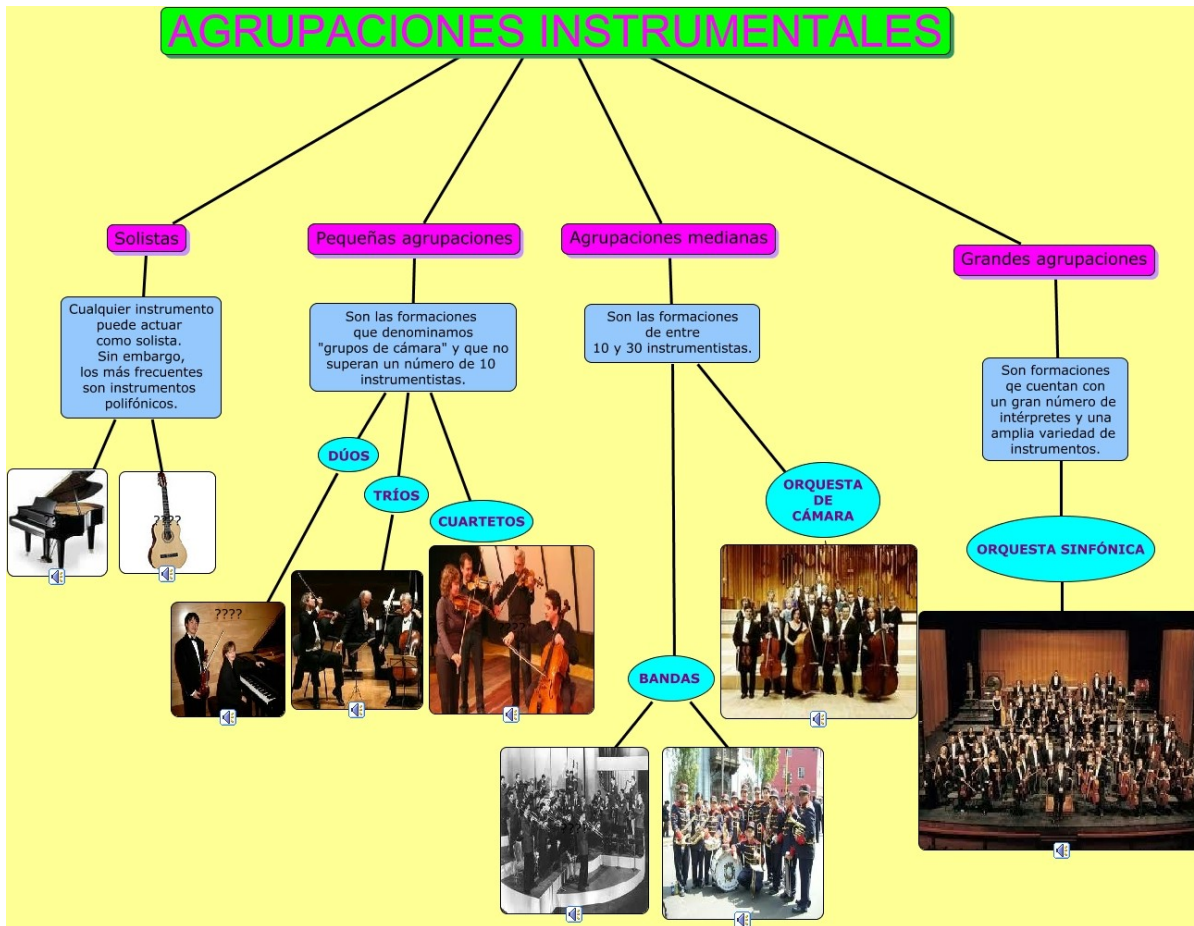 AGRUPACIONES INSTRUMENTALES
Solistas
Cualquier instrumento
puede actuar
como solista.
Sin embargo,
los más frecuentes
son instrumentos
polifónicos.
????
Pequeñas agrupaciones
Son las formaciones
que denominamos
"grupos de cámara" y que no
superan un número de 10
instrumentistas.
DÚOS
TRÍOS
CUARTETOS
????
????
Agrupaciones medianas
Son las formaciones
de entre
10 y 30 instrumentistas.
BANDAS
????
ORQUESTA
DE
CÁMARA
Grandes agrupaciones
Son formaciones
qe cuentan con
un gran número de
intérpretes y una
amplia variedad de
instrumentos.
ORQUESTA SINFÓNICA